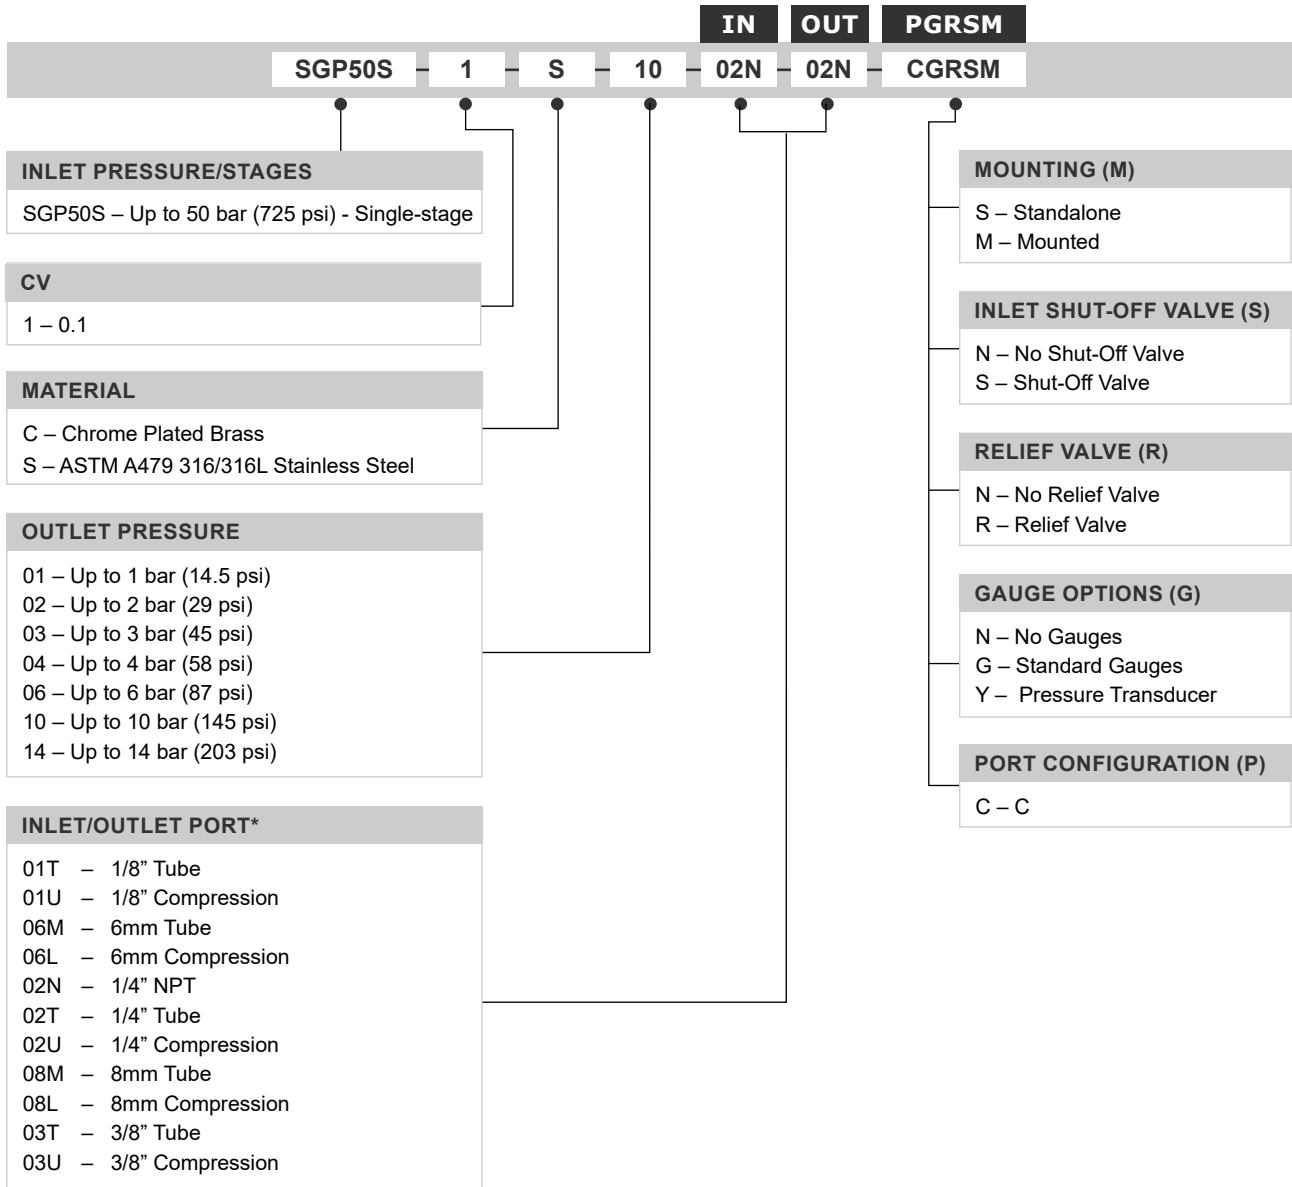 IN OUT PGRSM
SGP50S – 1 – S – 10 – 02N – 02N – CGRSM
INLET PRESSURE/STAGES
SGP50S – Up to 50 bar (725 psi) - Single-stage
CV
1 – 0.1
MATERIAL
C – Chrome Plated Brass
S – ASTM A479 316/316L Stainless Steel
OUTLET PRESSURE
01 – Up to 1 bar (14.5 psi)
02 – Up to 2 bar (29 psi)
03 – Up to 3 bar (45 psi)
04 – Up to 4 bar (58 psi)
06 – Up to 6 bar (87 psi)
10 – Up to 10 bar (145 psi)
14 – Up to 14 bar (203 psi)
INLET/OUTLET PORT*
01T – 1/8” Tube
01U – 1/8” Compression
06M – 6mm Tube
06L – 6mm Compression
02N – 1/4” NPT
02T – 1/4” Tube
02U – 1/4” Compression
08M – 8mm Tube
08L – 8mm Compression
03T – 3/8” Tube
03U – 3/8” Compression
MOUNTING (M)
S – Standalone
M – Mounted
INLET SHUT-OFF VALVE (S)
N – No Shut-Off Valve
S – Shut-Off Valve
RELIEF VALVE (R)
N – No Relief Valve
R – Relief Valve
GAUGE OPTIONS (G)
N – No Gauges
G – Standard Gauges
Y – Pressure Transducer
PORT CONFIGURATION (P)
C – C